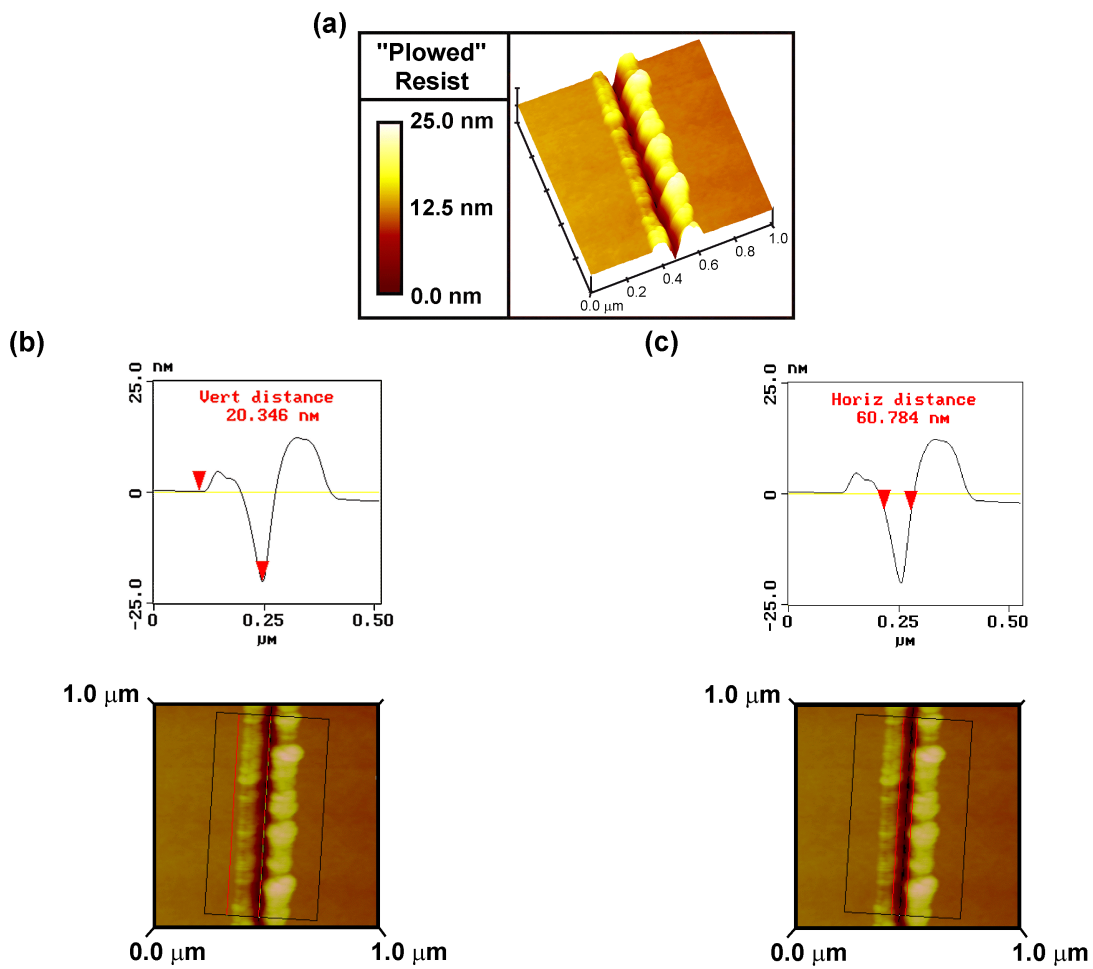 (a)
"Plowed"
Resist
25.0 nm
12.5 nm
0.0 nm
0.0 μm
0.2
0.4
0.6
0.8
1.0
(b)
25.0 nm
Vert distance
20.346 nm
0
-25.0
0 0.25 0.50
μm
1.0 μm
0.0 μm 1.0 μm
(c)
25.0 nm
Horiz distance
60.784 nm
0
-25.0
0 0.25 0.50
μm
1.0 μm
0.0 μm 1.0 μm